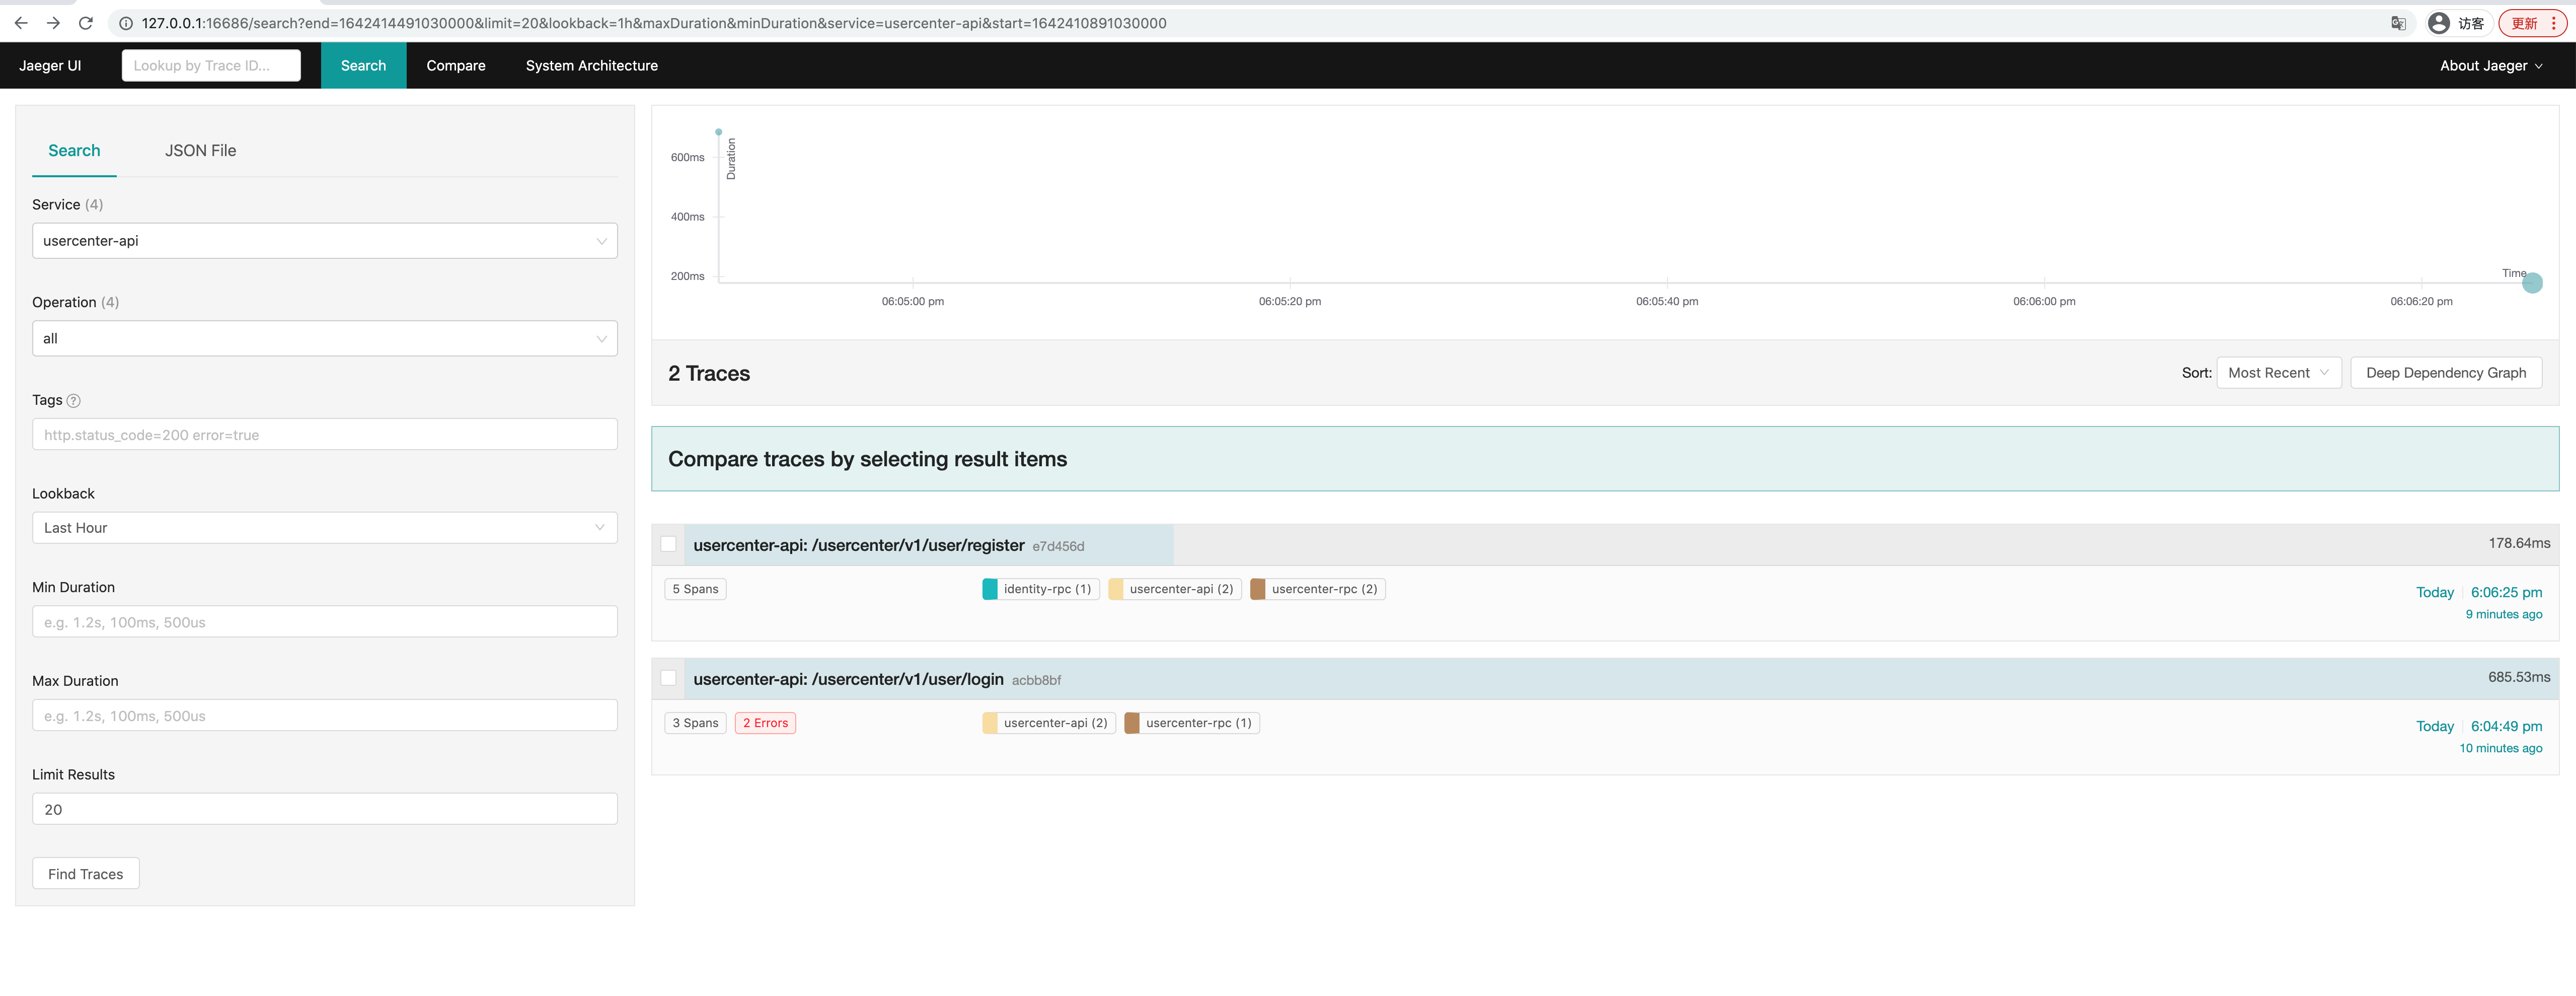 127.0.0.1:16686/search?end=1642414491030000&limit=20&lookback=1h&maxDuration&minDuration&service=usercenter-api&start=1642410891030000
访客
更新
Jaeger UI
Lookup by Trace ID...
Search
Compare
System Architecture
About Jaeger
Search
JSON File
Service (4)
usercenter-api
Operation (4)
all
Tags
http.status_code=200 error=true
Lookback
Last Hour
Min Duration
e.g. 1.2s, 100ms, 500us
Max Duration
e.g. 1.2s, 100ms, 500us
Limit Results
20
Find Traces
Duration
600ms
400ms
200ms
Time
06:05:00 pm
06:05:20 pm
06:05:40 pm
06:06:00 pm
06:06:20 pm
2 Traces
Sort:
Most Recent
Deep Dependency Graph
Compare traces by selecting result items
usercenter-api: /usercenter/v1/user/register e7d456d
178.64ms
5 Spans
identity-rpc (1)
usercenter-api (2)
usercenter-rpc (2)
Today
6:06:25 pm
9 minutes ago
usercenter-api: /usercenter/v1/user/login acbb8bf
685.53ms
3 Spans
2 Errors
usercenter-api (2)
usercenter-rpc (1)
Today
6:04:49 pm
10 minutes ago